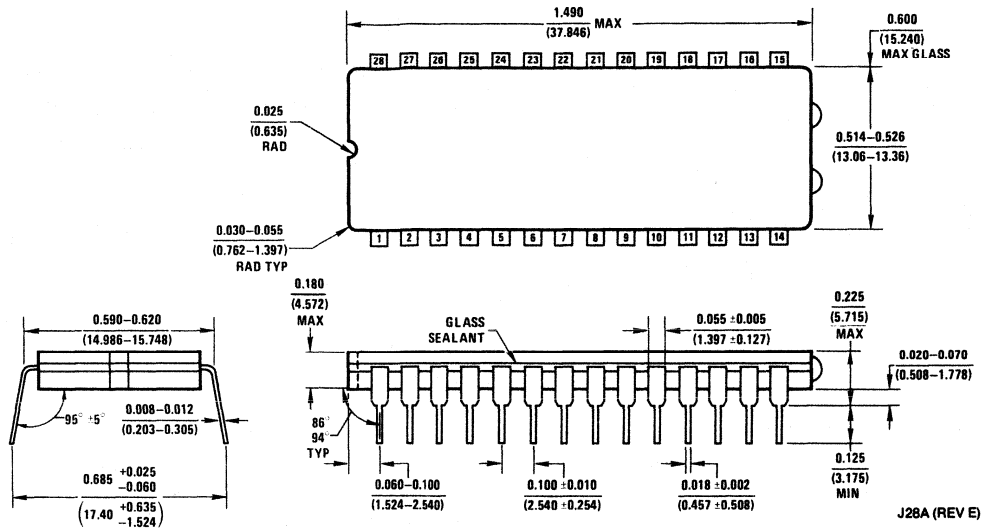 1.490
(37.846)
MAX
0.600
(15.240)
MAX GLASS
28 27 26 25 24 23 22 21 20 19 18 17 16 15
0.025
(0.635)
RAD
0.514–0.526
(13.06–13.36)
0.030–0.055
(0.762–1.397)
RAD TYP
1 2 3 4 5 6 7 8 9 10 11 12 13 14
0.590–0.620
(14.986–15.748)
0.180
(4.572)
MAX
GLASS
SEALANT
0.055 ±0.005
(1.397 ±0.127)
0.225
(5.715)
MAX
0.020–0.070
(0.508–1.778)
95° ±5°
0.008–0.012
(0.203–0.305)
86°
94°
TYP
0.125
(3.175)
MIN
0.685 +0.025
–0.060
(17.40 +0.635
–1.524)
0.060–0.100
(1.524–2.540)
0.100 ±0.010
(2.540 ±0.254)
0.018 ±0.002
(0.457 ±0.508)
J28A (REV E)